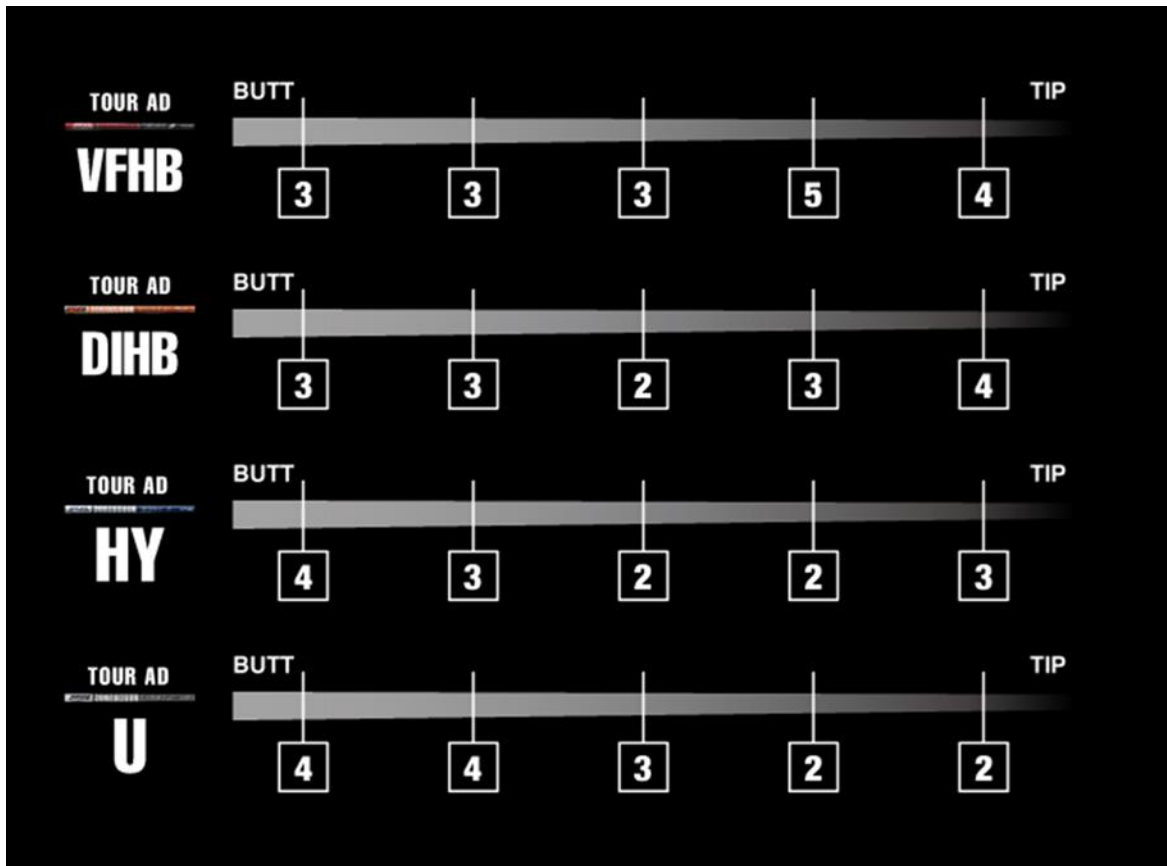 TOUR AD
VFHB
BUTT
TIP
3 3 3 5 4
TOUR AD
DIHB
BUTT
TIP
3 3 2 3 4
TOUR AD
HY
BUTT
TIP
4 3 2 2 3
TOUR AD
U
BUTT
TIP
4 4 3 2 2